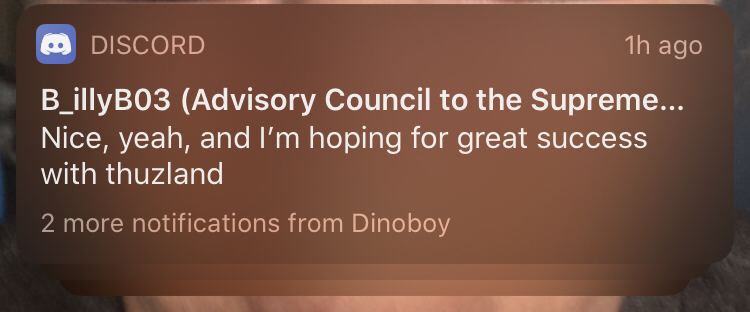 DISCORD
1h ago
B_illyB03 (Advisory Council to the Supreme...
Nice, yeah, and I’m hoping for great success
with thuzland
2 more notifications from Dinoboy